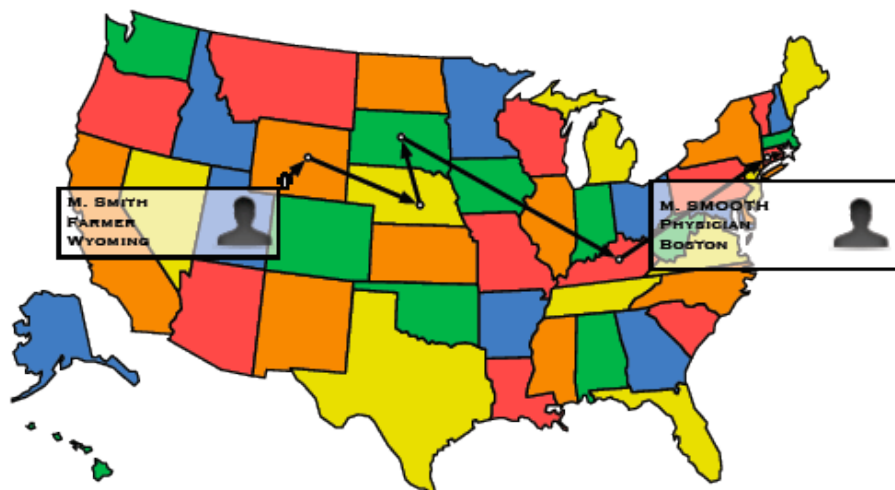 M. SMITH
FARMER
WYOMING
M. SMOOTH
PHYSICIAN
BOSTON